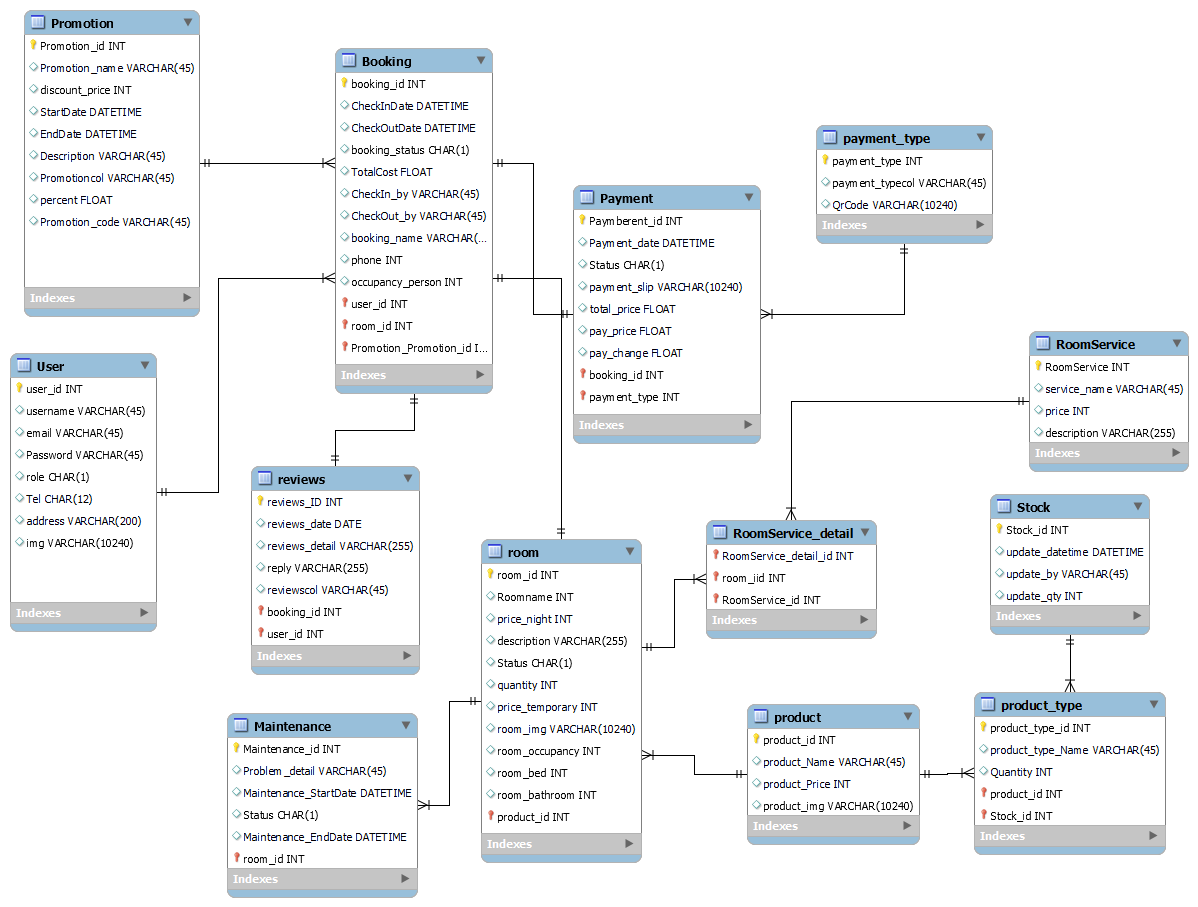 Promotion
Promotion_id INT
Promotion_name VARCHAR(45)
discount_price INT
StartDate DATETIME
EndDate DATETIME
Description VARCHAR(45)
Promotioncol VARCHAR(45)
percent FLOAT
Promotion_code VARCHAR(45)
Indexes
Booking
booking_id INT
CheckInDate DATETIME
CheckOutDate DATETIME
booking_status CHAR(1)
TotalCost FLOAT
CheckIn_by VARCHAR(45)
CheckOut_by VARCHAR(45)
booking_name VARCHAR(...
phone INT
occupancy_person INT
user_id INT
room_id INT
Promotion_Promotion_id I...
Indexes
payment_type
payment_type INT
payment_typecol VARCHAR(45)
QrCode VARCHAR(10240)
Indexes
Payment
Paymberent_id INT
Payment_date DATETIME
Status CHAR(1)
payment_slip VARCHAR(10240)
total_price FLOAT
pay_price FLOAT
pay_change FLOAT
booking_id INT
payment_type INT
Indexes
User
user_id INT
username VARCHAR(45)
email VARCHAR(45)
Password VARCHAR(45)
role CHAR(1)
Tel CHAR(12)
address VARCHAR(200)
img VARCHAR(10240)
Indexes
RoomService
RoomService INT
service_name VARCHAR(45)
price INT
description VARCHAR(255)
Indexes
reviews
reviews_ID INT
reviews_date DATE
reviews_detail VARCHAR(255)
reply VARCHAR(255)
reviewscol VARCHAR(45)
booking_id INT
user_id INT
Indexes
room
room_id INT
Roomname INT
price_night INT
description VARCHAR(255)
Status CHAR(1)
quantity INT
price_temporary INT
room_img VARCHAR(10240)
room_occupancy INT
room_bed INT
room_bathroom INT
product_id INT
Indexes
RoomService_detail
RoomService_detail_id INT
room_iid INT
RoomService_id INT
Indexes
Stock
Stock_id INT
update_datetime DATETIME
update_by VARCHAR(45)
update_qty INT
Indexes
Maintenance
Maintenance_id INT
Problem_detail VARCHAR(45)
Maintenance_StartDate DATETIME
Status CHAR(1)
Maintenance_EndDate DATETIME
room_id INT
Indexes
product
product_id INT
product_Name VARCHAR(45)
product_Price INT
product_img VARCHAR(10240)
Indexes
product_type
product_type_id INT
product_type_Name VARCHAR(45)
Quantity INT
product_id INT
Stock_id INT
Indexes